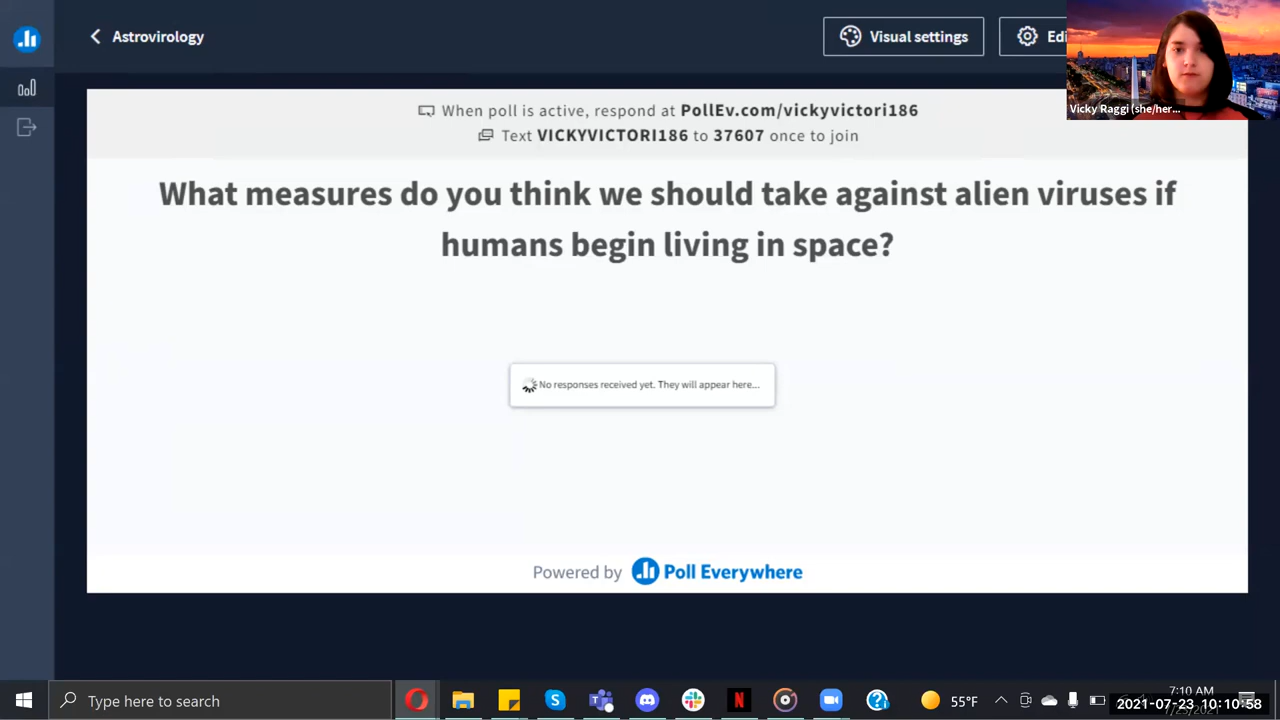 Astrovirology
Visual settings
Edi
Vicky Raggi (she/her...
When poll is active, respond at PollEv.com/vickyvictori186
Text VICKYVICTORI186 to 37607 once to join
What measures do you think we should take against alien viruses if
humans begin living in space?
No responses received yet. They will appear here...
Powered by Poll Everywhere
Type here to search
55°F
7:10 AM
2021-07-23 10:10:58